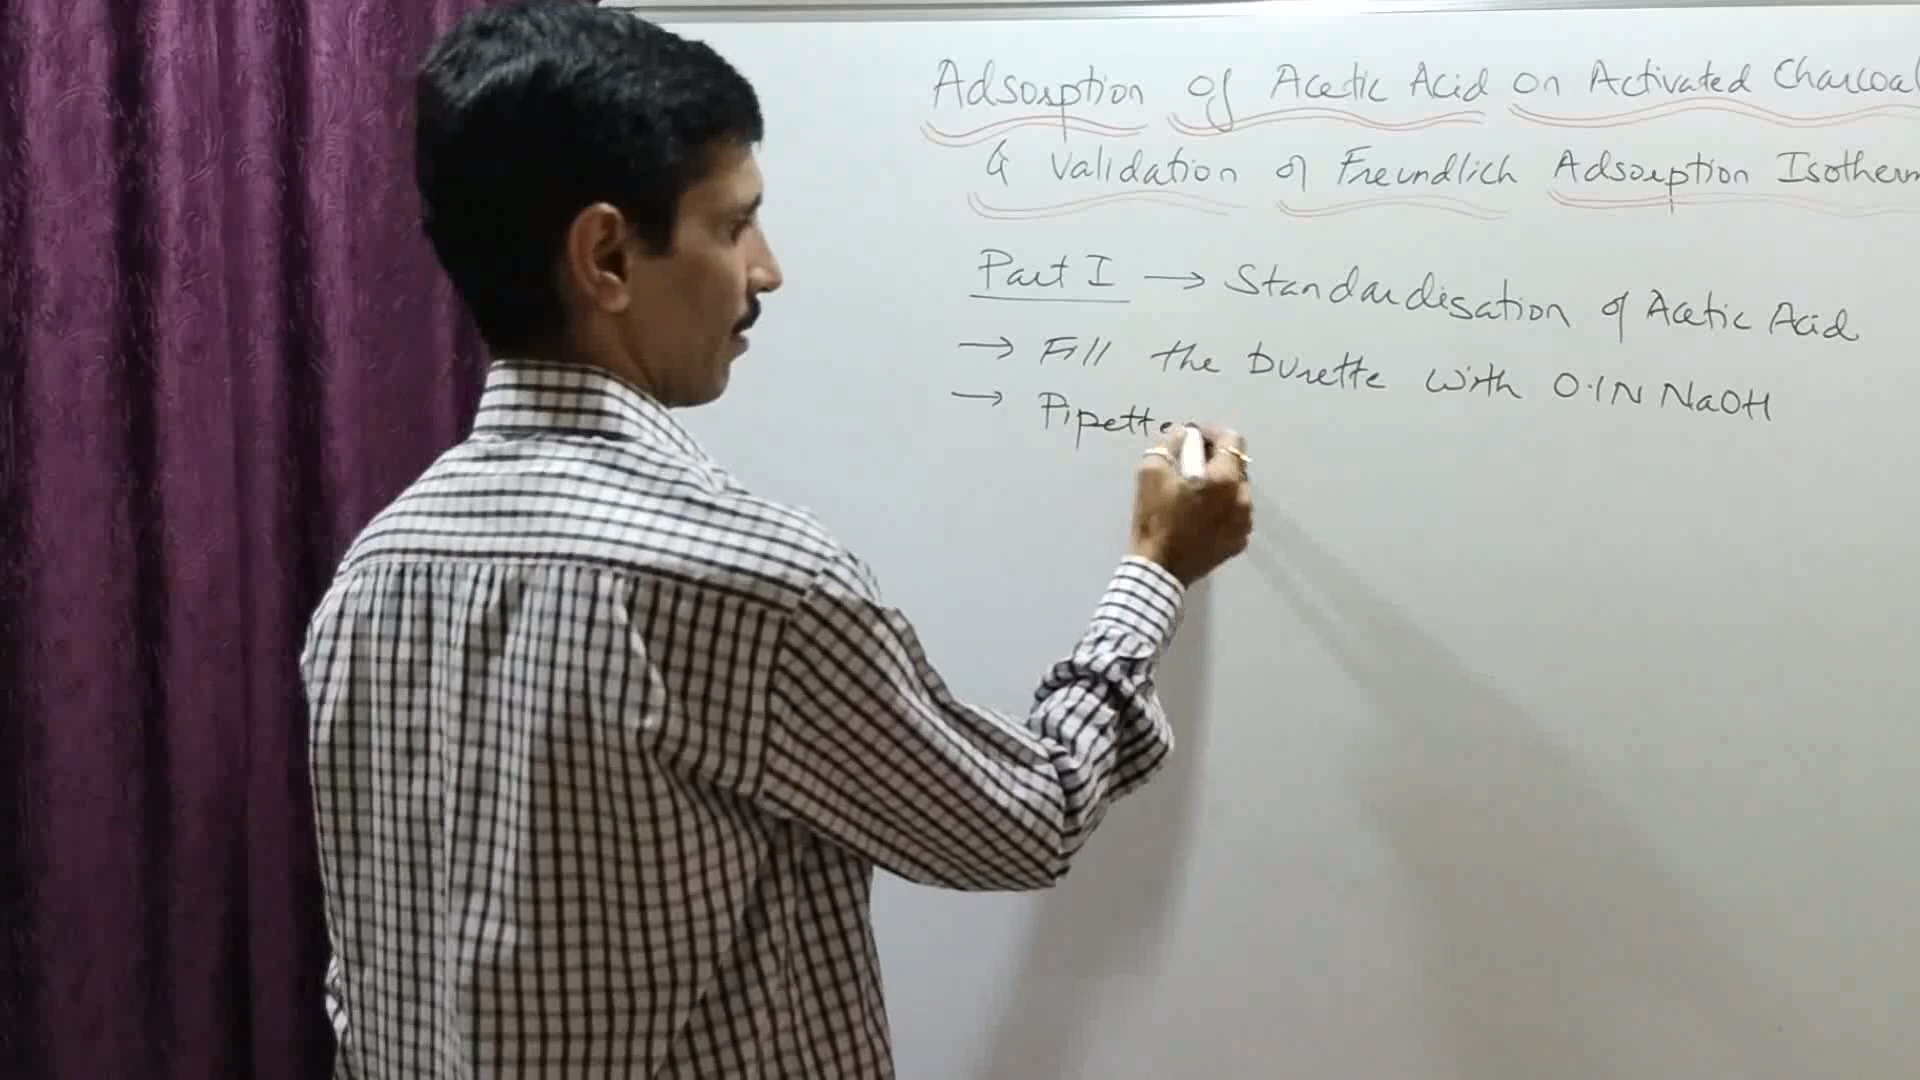 Adsorption of Acetic Acid on Activated Charcoal
& Validation of Freundlich Adsorption Isotherm
Part I → Standardisation of Acetic Acid
→ Fill the burette with 0.1N NaOH
→ Pipette